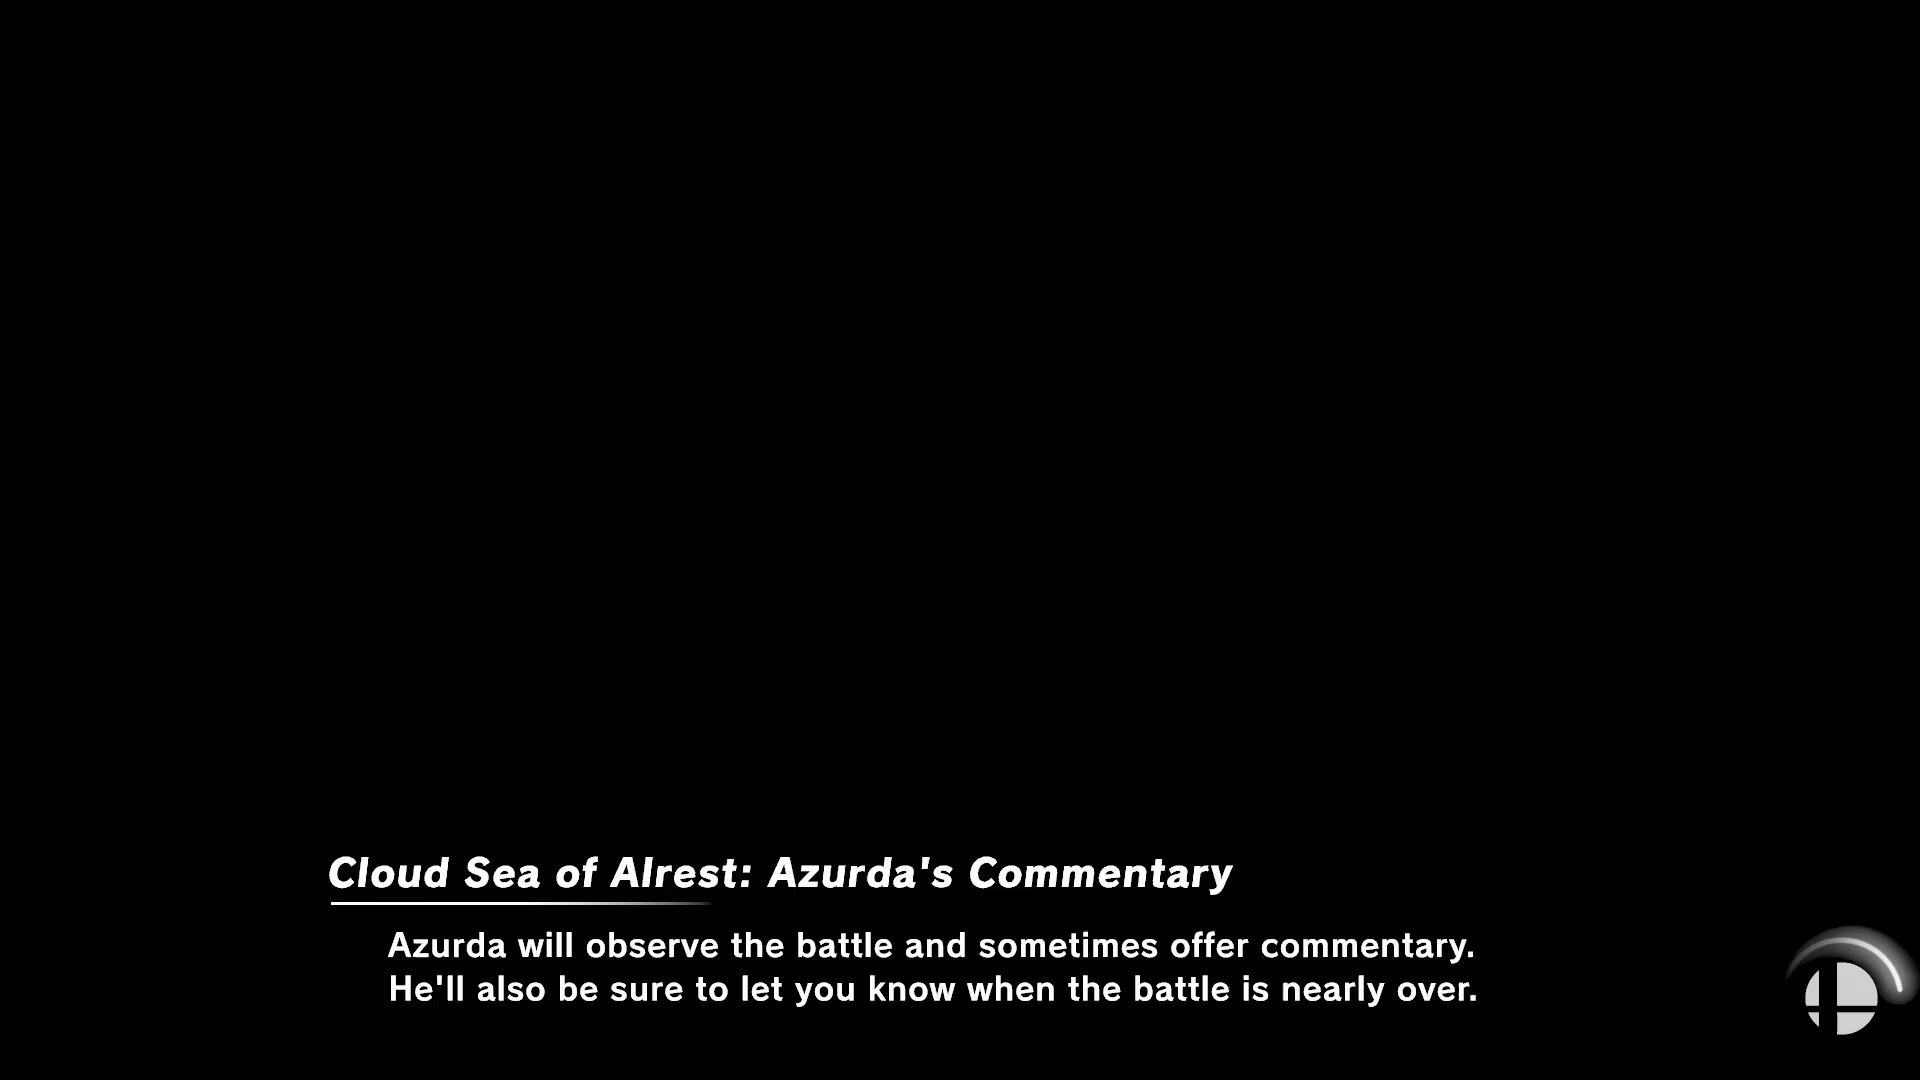 Cloud Sea of Alrest: Azurda's Commentary
Azurda will observe the battle and sometimes offer commentary.
He'll also be sure to let you know when the battle is nearly over.